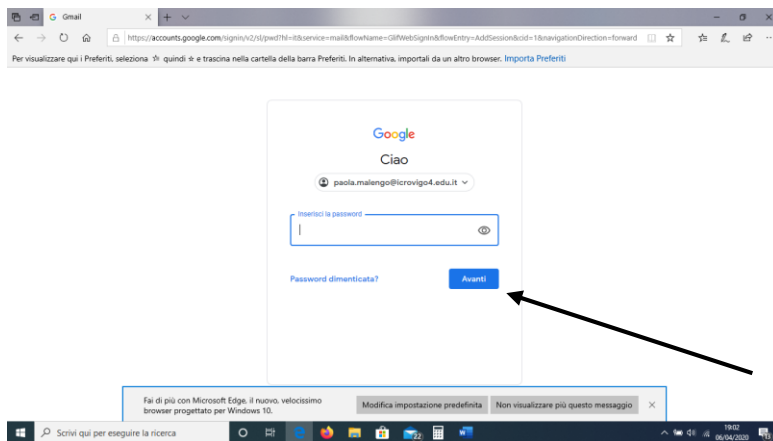 Gmail
https://accounts.google.com/signin/v2/sl/pwd?hl=it&service=mail&flowName=GlifWebSignIn&flowEntry=AddSession&cid=1&navigationDirection=forward
Per visualizzare qui i Preferiti, seleziona quindi e trascina nella cartella della barra Preferiti. In alternativa, importali da un altro browser. Importa Preferiti
Google
Ciao
paola.malengo@icrovigo4.edu.it
Inserisci la password
Password dimenticata? Avanti
Fai di più con Microsoft Edge, il nuovo, velocissimo
browser progettato per Windows 10.
Modifica impostazione predefinita Non visualizzare più questo messaggio
Scrivi qui per eseguire la ricerca
22
19:02
06/04/2020